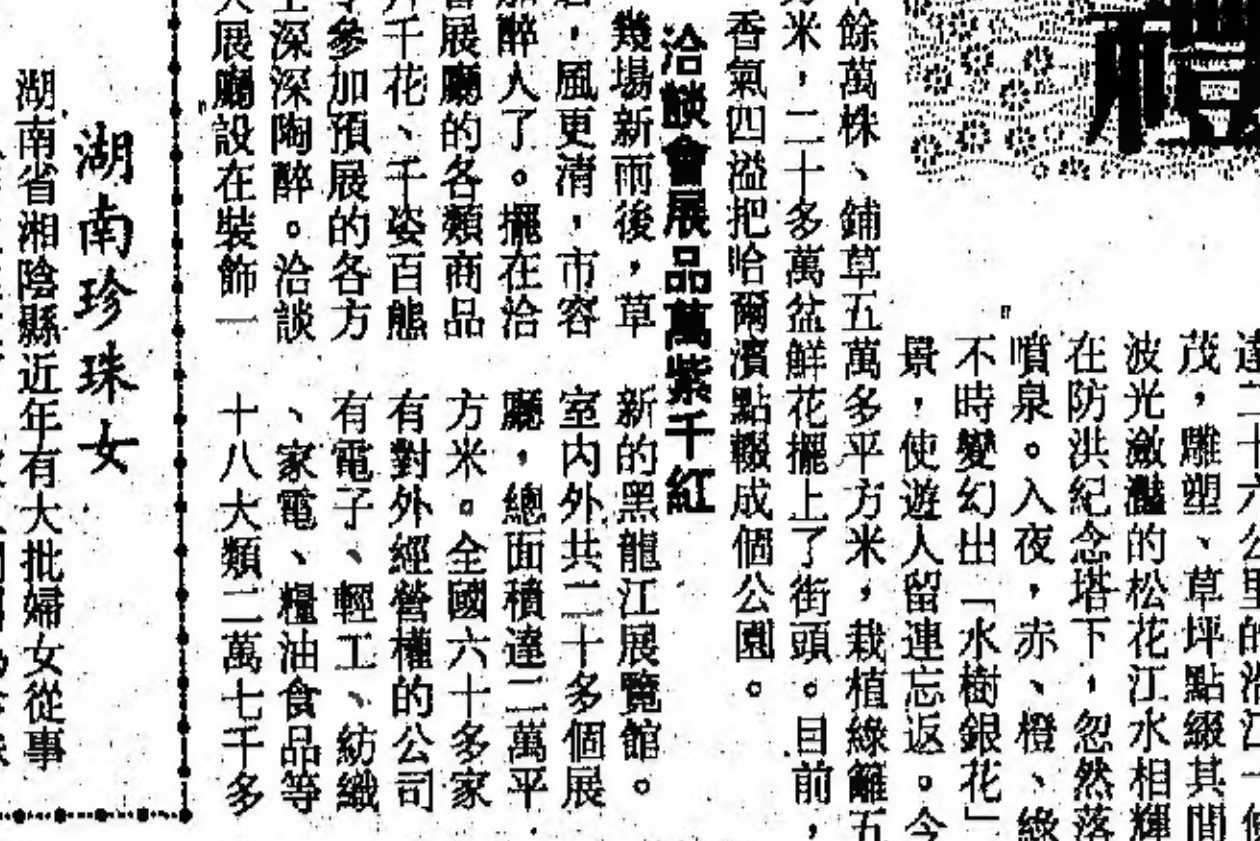 禮
二十六公里的
茂，雕塑、草坪點綴其間
波光瀲灩的松花江水相輝
在防洪紀念塔下，忽然落
噴泉。入夜，赤、橙、綠
不時變幻出「水樹銀花」
景，使遊人留連忘返。今
餘萬株、鋪草五萬多平方米，栽植綠籬五
米，二十多萬盆鮮花擺上了街頭。目前，
香氣四溢把哈爾濱點輟成個公園。
洽談會展品萬紫千紅
幾場新雨後，草
，風更清，市容
醉人了。擺在洽
展廳的各類商品
千花、千姿百態
參加預展的各方
深深陶醉。洽談
展廳設在裝飾一
新的黑龍江展覽館。
室內外共二十多個展
廳，總面積達二萬平
方米。全國六十多家
有對外經營權的公司
有電子、輕工、紡織
、家電、糧油食品等
十八大類二萬七千多
湖南珍珠女
湖南省湘陰縣近年有大批婦女從事